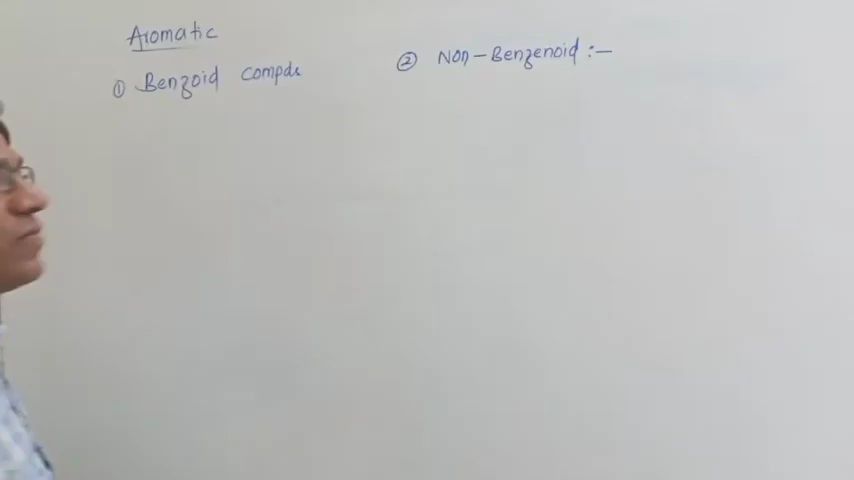 Aromatic
① Benzoid Compds
② Non-Benzenoid :-